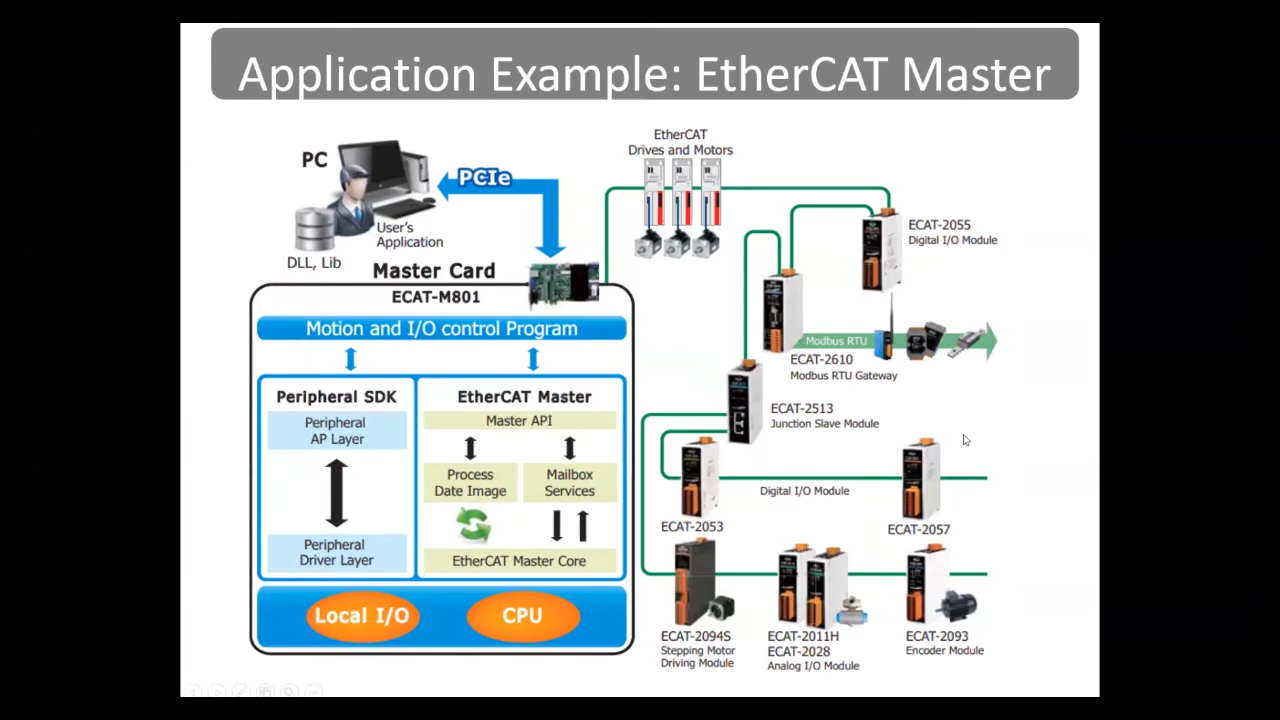 Application Example: EtherCAT Master
EtherCAT
Drives and Motors
PC
PCIe
User's
Application
DLL, Lib
Master Card
ECAT-M801
Motion and I/O control Program
Peripheral SDK
Peripheral
AP Layer
Peripheral
Driver Layer
EtherCAT Master
Master API
Process
Date Image
Mailbox
Services
EtherCAT Master Core
Local I/O
CPU
ECAT-2055
Digital I/O Module
Modbus RTU
ECAT-2610
Modbus RTU Gateway
ECAT-2513
Junction Slave Module
Digital I/O Module
ECAT-2053
ECAT-2057
ECAT-2094S
Stepping Motor
Driving Module
ECAT-2011H
ECAT-2028
Analog I/O Module
ECAT-2093
Encoder Module